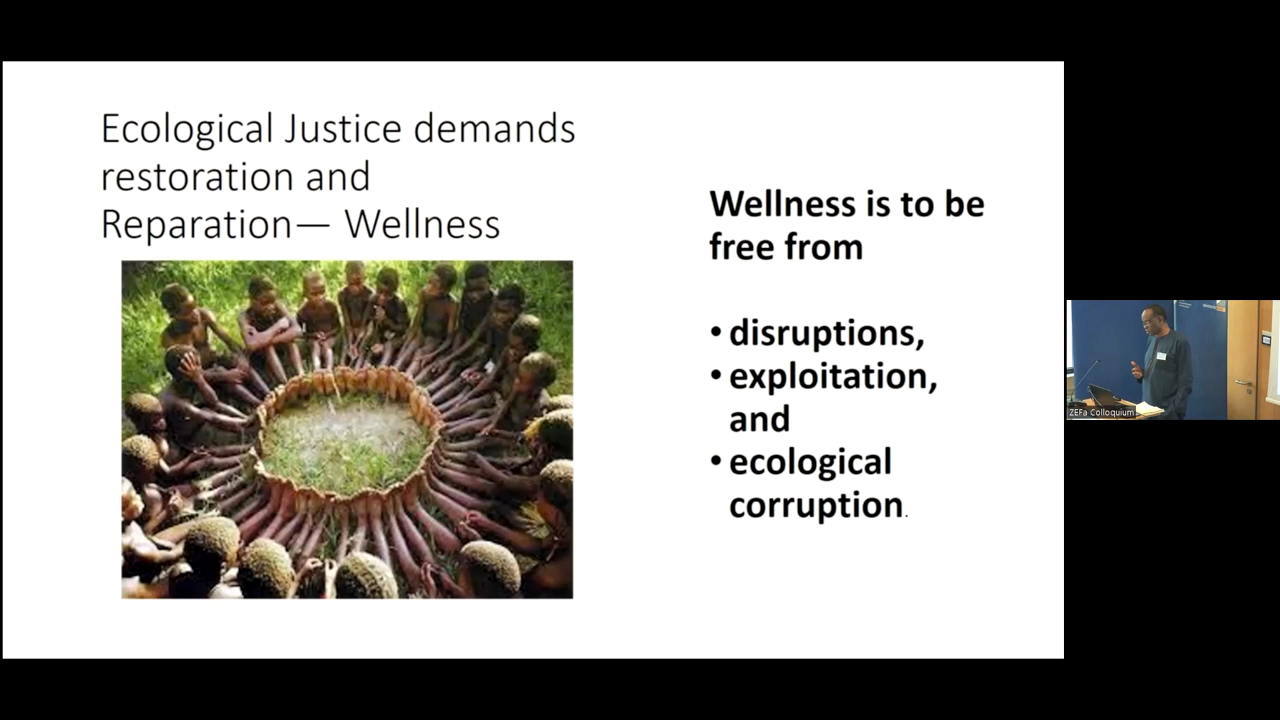 Ecological Justice demands
restoration and
Reparation— Wellness
Wellness is to be
free from
• disruptions,
• exploitation,
and
• ecological
corruption.
ZEFa Colloquium